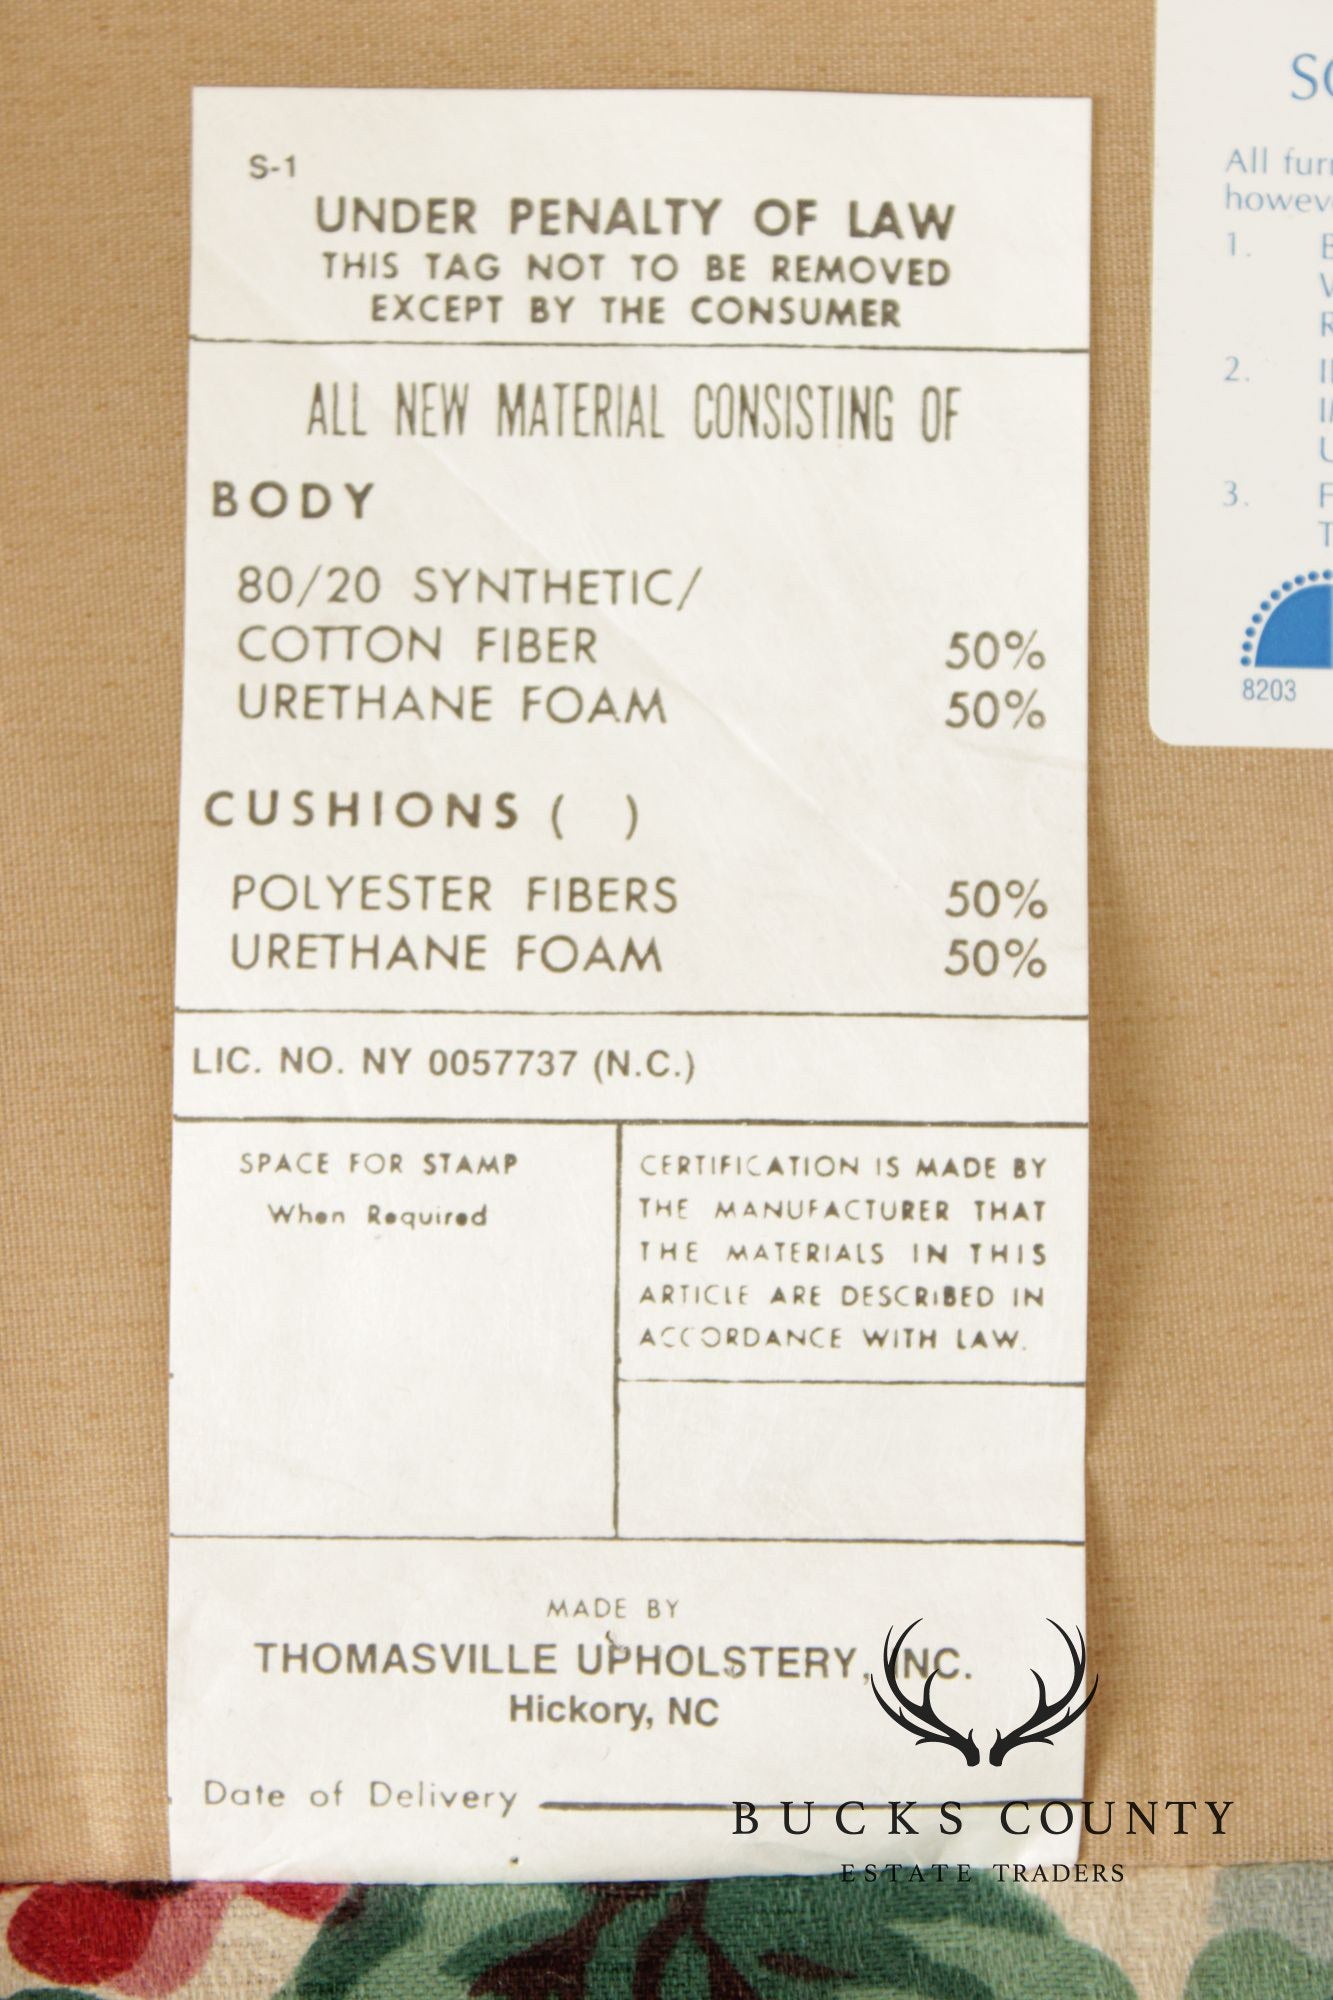 S-1
UNDER PENALTY OF LAW
THIS TAG NOT TO BE REMOVED
EXCEPT BY THE CONSUMER
ALL NEW MATERIAL CONSISTING OF
BODY
80/20 SYNTHETIC/
COTTON FIBER 50%
URETHANE FOAM 50%
CUSHIONS ( )
POLYESTER FIBERS 50%
URETHANE FOAM 50%
LIC. NO. NY 0057737 (N.C.)
SPACE FOR STAMP
When Required
CERTIFICATION IS MADE BY
THE MANUFACTURER THAT
THE MATERIALS IN THIS
ARTICLE ARE DESCRIBED IN
ACCORDANCE WITH LAW.
MADE BY
THOMASVILLE UPHOLSTERY, INC.
Hickory, NC
Date of Delivery
BUCKS COUNTY
ESTATE TRADERS
All
1.
2.
3.
8203